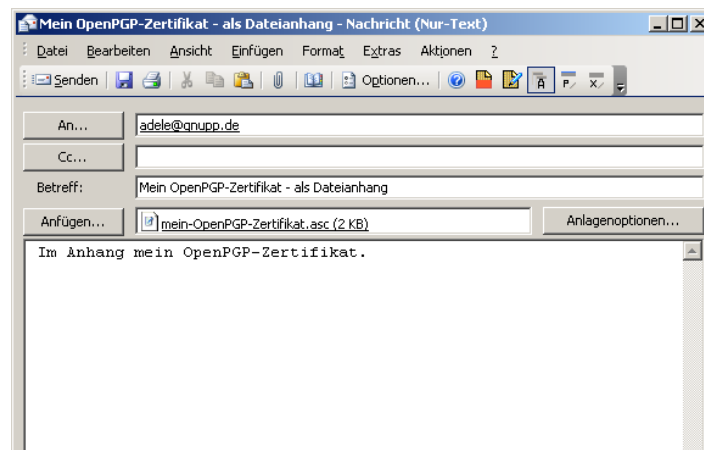 Mein OpenPGP-Zertifikat - als Dateianhang - Nachricht (Nur-Text)
Datei Bearbeiten Ansicht Einfügen Format Extras Aktionen ?
Senden Optionen... A
An... adele@gnupp.de
Cc...
Betreff: Mein OpenPGP-Zertifikat - als Dateianhang
Anfügen... mein-OpenPGP-Zertifikat.asc (2 KB) Anlagenoptionen...
Im Anhang mein OpenPGP-Zertifikat.